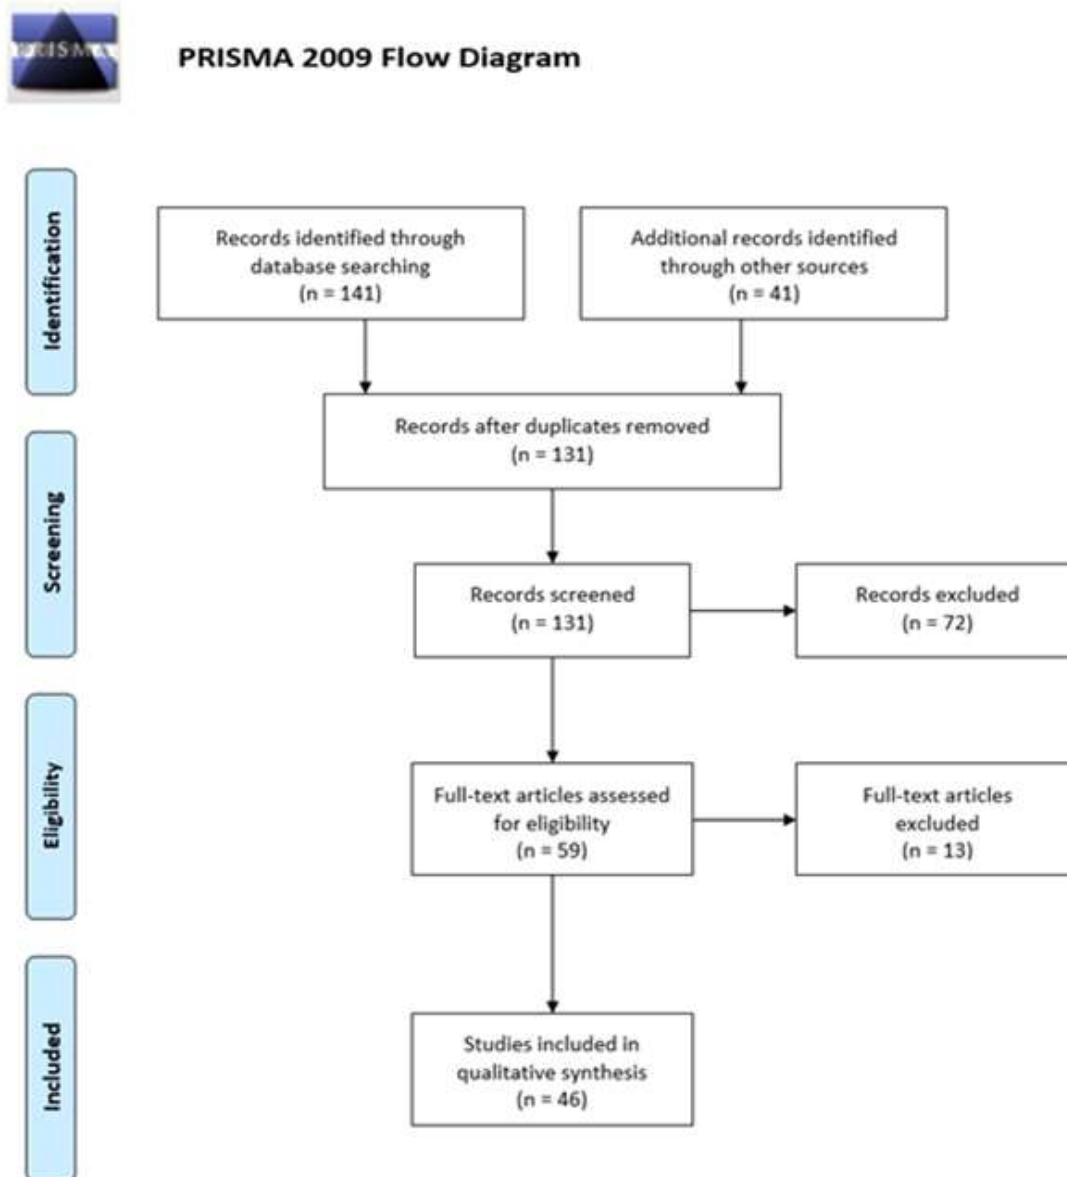 PRISMA
PRISMA 2009 Flow Diagram
Identification
Records identified through
database searching
(n = 141)
Additional records identified
through other sources
(n = 41)
Records after duplicates removed
(n = 131)
Screening
Records screened
(n = 131)
Records excluded
(n = 72)
Eligibility
Full-text articles assessed
for eligibility
(n = 59)
Full-text articles
excluded
(n = 13)
Included
Studies included in
qualitative synthesis
(n = 46)